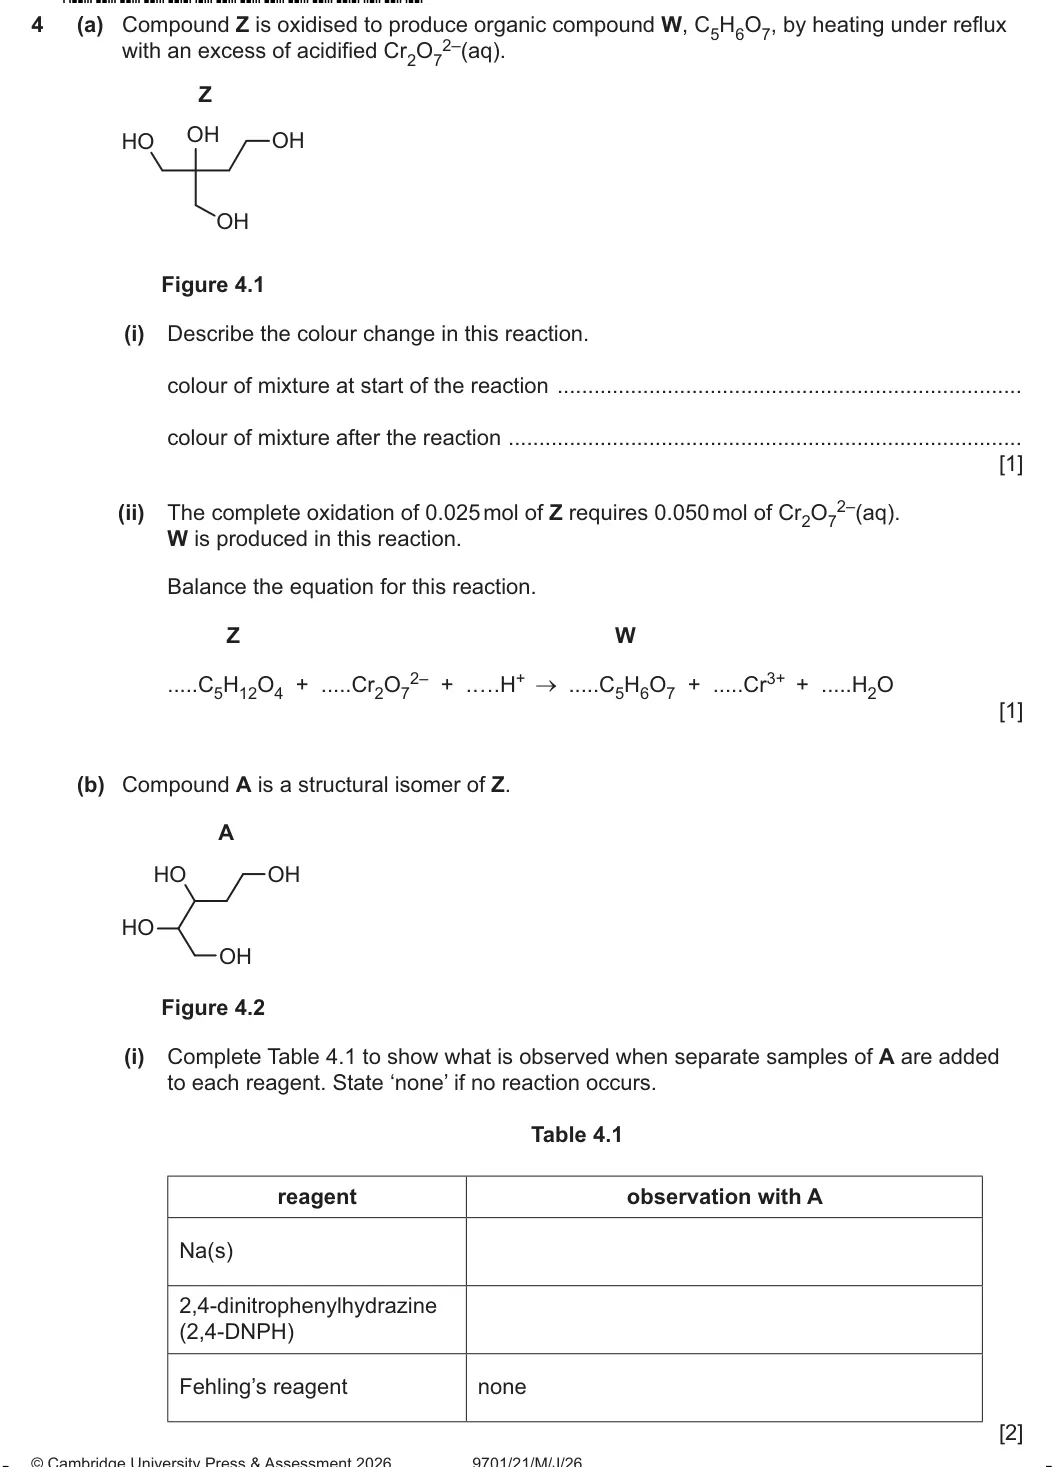 4 (a) Compound Z is oxidised to produce organic compound W, C₅H₆O₇, by heating under reflux
with an excess of acidified Cr₂O₇²⁻(aq).
Z
HO OH OH
OH
Figure 4.1
(i) Describe the colour change in this reaction.
colour of mixture at start of the reaction ..............................................................................
colour of mixture after the reaction ......................................................................................
[1]
(ii) The complete oxidation of 0.025 mol of Z requires 0.050 mol of Cr₂O₇²⁻(aq).
W is produced in this reaction.
Balance the equation for this reaction.
Z W
.....C₅H₁₂O₄ + .....Cr₂O₇²⁻ + .....H⁺ → .....C₅H₆O₇ + .....Cr³⁺ + .....H₂O
[1]
(b) Compound A is a structural isomer of Z.
A
HO OH
HO
OH
Figure 4.2
(i) Complete Table 4.1 to show what is observed when separate samples of A are added
to each reagent. State ‘none’ if no reaction occurs.
Table 4.1
reagent observation with A
Na(s)
2,4-dinitrophenylhydrazine
(2,4-DNPH)
Fehling’s reagent none
[2]
© Cambridge University Press & Assessment 2026 9701/21/M/J/26